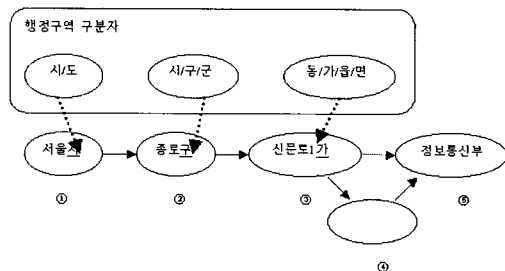 행정구역 구분자
시/도
시/구/군
동/가/읍/면
서울시
종로구
신문로1가
정보통신부
①
②
③
⑤
④